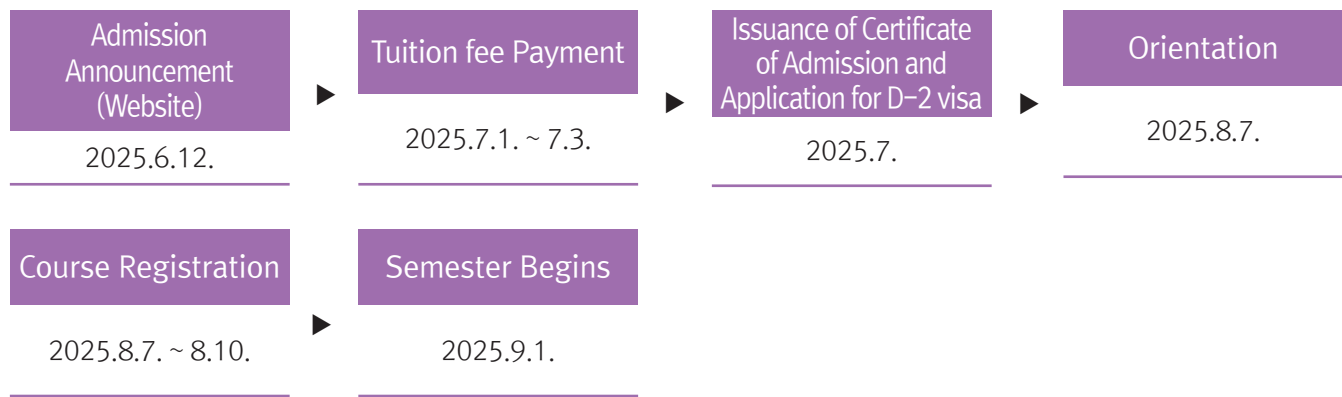 Admission
Announcement
(Website)
2025.6.12.
Tuition fee Payment
2025.7.1. ~ 7.3.
Issuance of Certificate
of Admission and
Application for D-2 visa
2025.7.
Orientation
2025.8.7.
Course Registration
2025.8.7. ~ 8.10.
Semester Begins
2025.9.1.